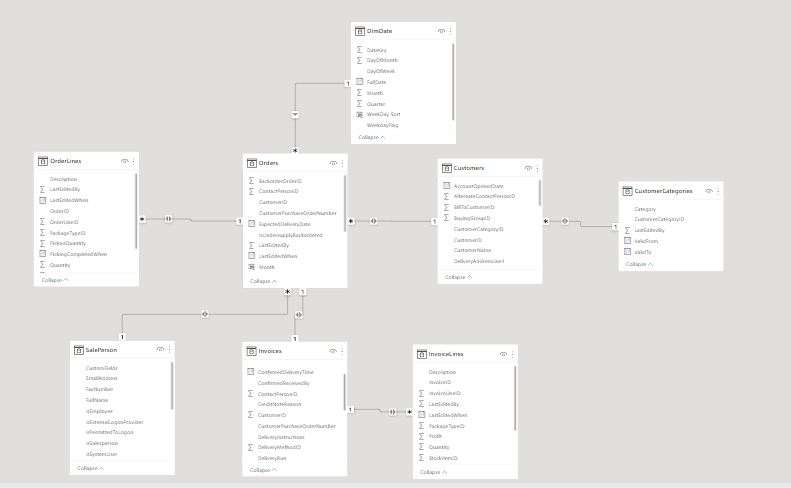 DimDate
DateKey
DayOfMonth
DayOfWeek
FullDate
Month
Quarter
WeekDay Sort
WeekdayFlag
Collapse
OrderLines
Description
LastEditedBy
LastEditedWhen
OrderID
OrderLineID
PackageTypeID
PickedQuantity
PickingCompletedWhen
Quantity
Collapse
Orders
BackorderOrderID
ContactPersonID
CustomerID
CustomerPurchaseOrderNumber
ExpectedDeliveryDate
IsUndersupplyBackordered
LastEditedBy
LastEditedWhen
Month
Collapse
Customers
AccountOpenedDate
AlternateContactPersonID
BillToCustomerID
BuyingGroupID
CustomerCategoryID
CustomerID
CustomerName
DeliveryAddressLine1
Collapse
CustomerCategories
Category
CustomerCategoryID
LastEditedBy
ValidFrom
ValidTo
Collapse
1
*
*
1
*
1
*
1
*
1
1
1
1
*
SalePerson
CustomFields
EmailAddress
FaxNumber
FullName
IsEmployee
IsExternalLogonProvider
IsPermittedToLogon
IsSalesperson
IsSystemUser
Collapse
Invoices
ConfirmedDeliveryTime
ConfirmedReceivedBy
ContactPersonID
CreditNoteReason
CustomerID
CustomerPurchaseOrderNumber
DeliveryInstructions
DeliveryMethodID
DeliveryRun
Collapse
InvoiceLines
Description
InvoiceID
InvoiceLineID
LastEditedBy
LastEditedWhen
PackageTypeID
Profit
Quantity
StockItemID
Collapse